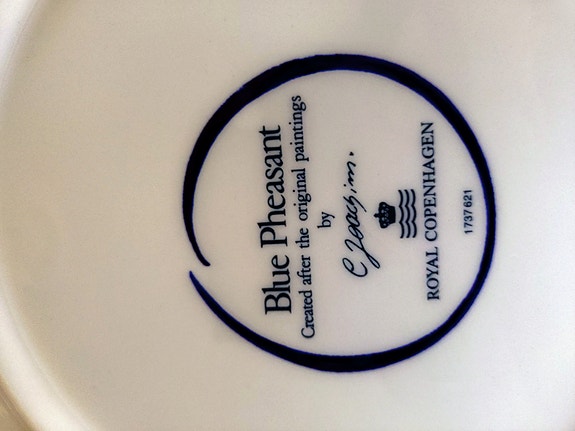 Blue Pheasant
Created after the original paintings
by
C Joachim.
ROYAL COPENHAGEN
1737 621